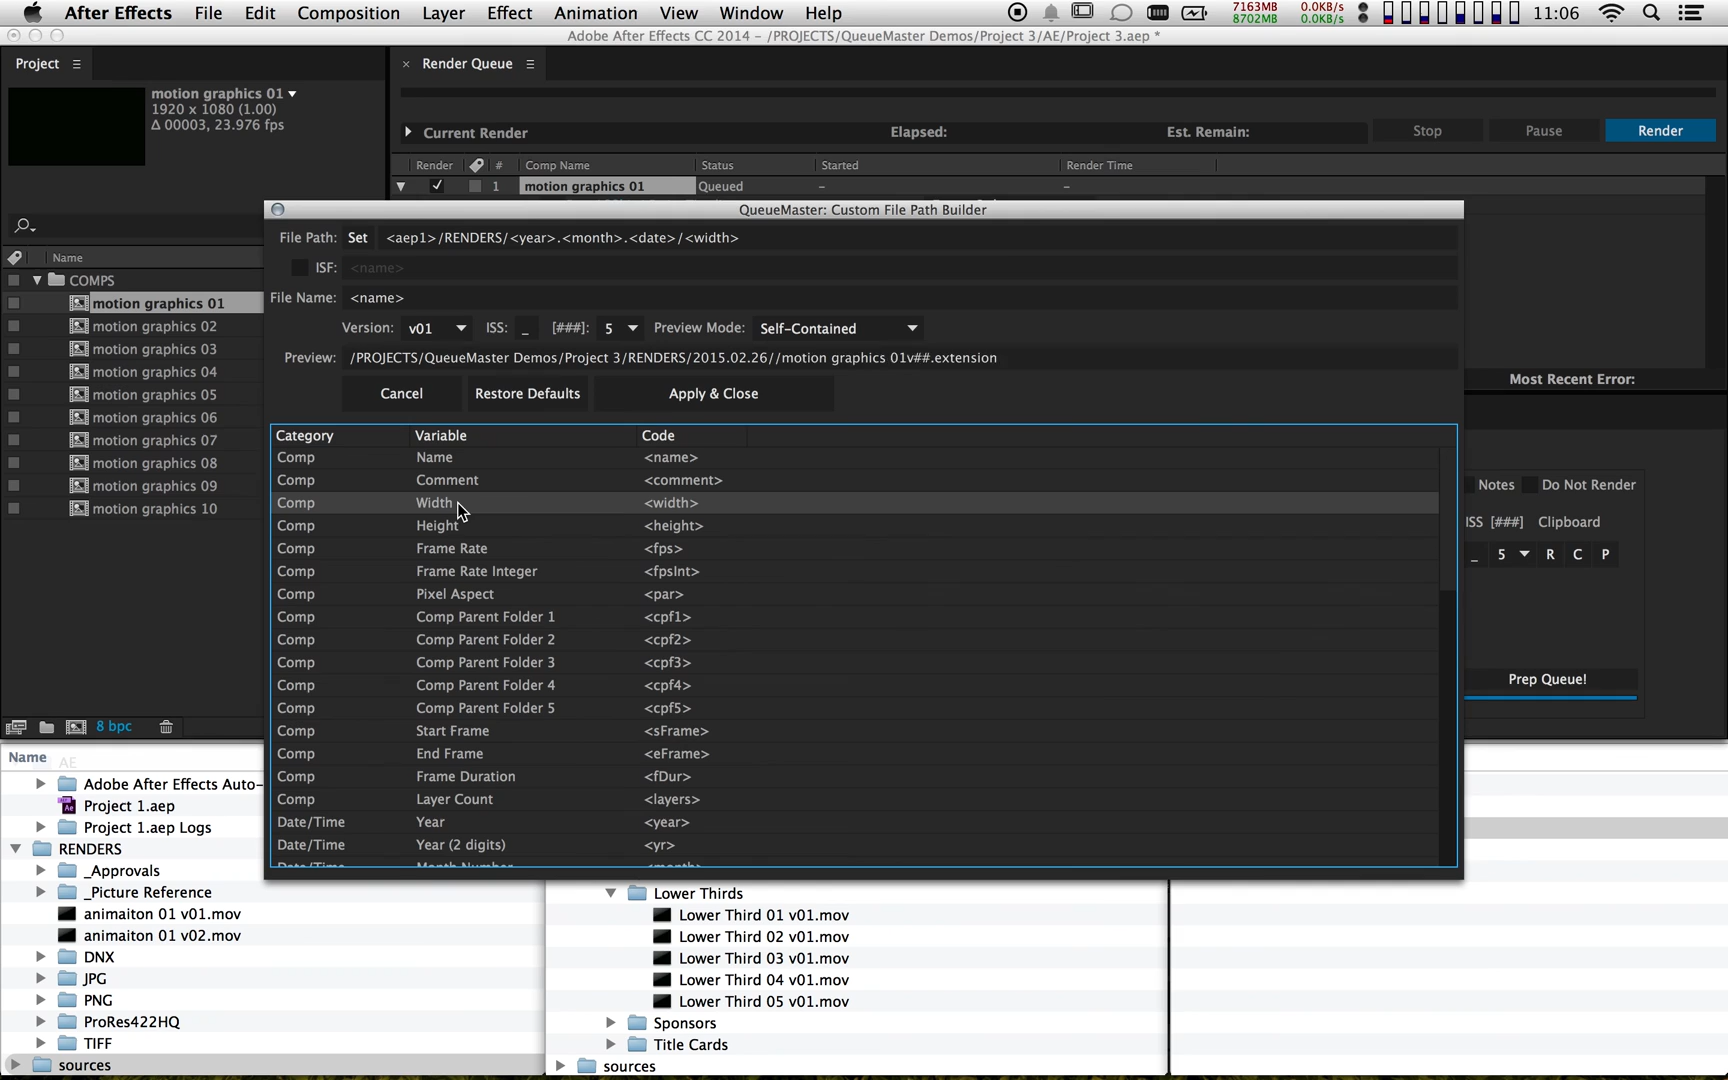 After Effects File Edit Composition Layer Effect Animation View Window Help 7163MB 8702MB 0.0KB/s 0.0KB/s 11:06
Adobe After Effects CC 2014 – /PROJECTS/QueueMaster Demos/Project 3/AE/Project 3.aep *
Project
× Render Queue
motion graphics 01
1920 x 1080 (1.00)
Δ 00003, 23.976 fps
Current Render Elapsed: Est. Remain: Stop Pause Render
Render # Comp Name Status Started Render Time
1 motion graphics 01 Queued – –
QueueMaster: Custom File Path Builder
File Path: Set <aep1>/RENDERS/<year>.<month>.<date>/<width>
ISF: <name>
File Name: <name>
Version: v01 ISS: _ [###]: 5 Preview Mode: Self-Contained
Preview: /PROJECTS/QueueMaster Demos/Project 3/RENDERS/2015.02.26//motion graphics 01v##.extension
Cancel Restore Defaults Apply & Close
Category Variable Code
Comp Name <name>
Comp Comment <comment>
Comp Width <width>
Comp Height <height>
Comp Frame Rate <fps>
Comp Frame Rate Integer <fpsInt>
Comp Pixel Aspect <par>
Comp Comp Parent Folder 1 <cpf1>
Comp Comp Parent Folder 2 <cpf2>
Comp Comp Parent Folder 3 <cpf3>
Comp Comp Parent Folder 4 <cpf4>
Comp Comp Parent Folder 5 <cpf5>
Comp Start Frame <sFrame>
Comp End Frame <eFrame>
Comp Frame Duration <fDur>
Comp Layer Count <layers>
Date/Time Year <year>
Date/Time Year (2 digits) <yr>
Date/Time Month Number <month>
Name
COMPS
motion graphics 01
motion graphics 02
motion graphics 03
motion graphics 04
motion graphics 05
motion graphics 06
motion graphics 07
motion graphics 08
motion graphics 09
motion graphics 10
8 bpc
Most Recent Error:
Notes Do Not Render
ISS [###] Clipboard
_ 5 R C P
Prep Queue!
Name
AE
Adobe After Effects Auto-
Project 1.aep
Project 1.aep Logs
RENDERS
_Approvals
_Picture Reference
animaiton 01 v01.mov
animaiton 01 v02.mov
DNX
JPG
PNG
ProRes422HQ
TIFF
sources
Lower Thirds
Lower Third 01 v01.mov
Lower Third 02 v01.mov
Lower Third 03 v01.mov
Lower Third 04 v01.mov
Lower Third 05 v01.mov
Sponsors
Title Cards
sources